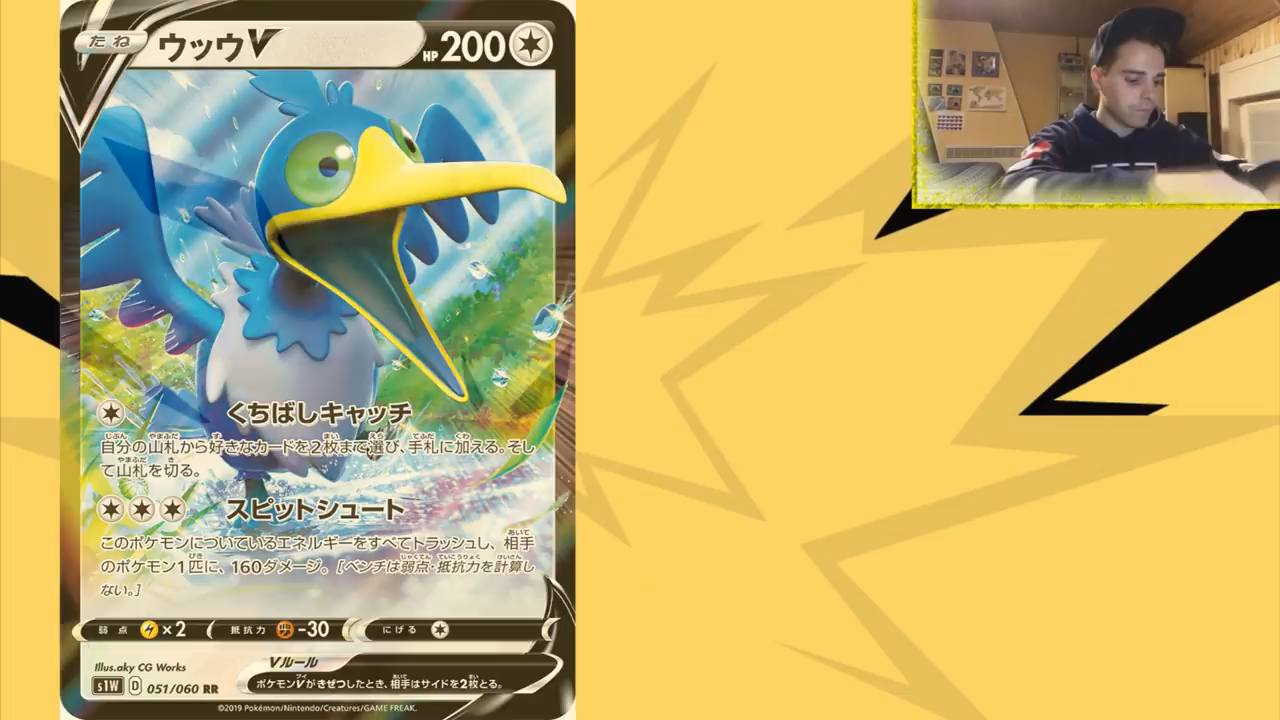 たね ウッウV HP 200
くちばしキャッチ
自分の山札から好きなカードを2枚まで選び、手札に加える。そし
て山札を切る。
スピットシュート
このポケモンについているエネルギーをすべてトラッシュし、相手
のポケモン1匹に、160ダメージ。[ベンチは弱点・抵抗力を計算し
ない。]
弱点 ×2 抵抗力 -30 にげる
Illus.aky CG Works
Vルール
s1W D 051/060 RR
ポケモンVがきぜつしたとき、相手はサイドを2枚とる。
©2019 Pokémon/Nintendo/Creatures/GAME FREAK.